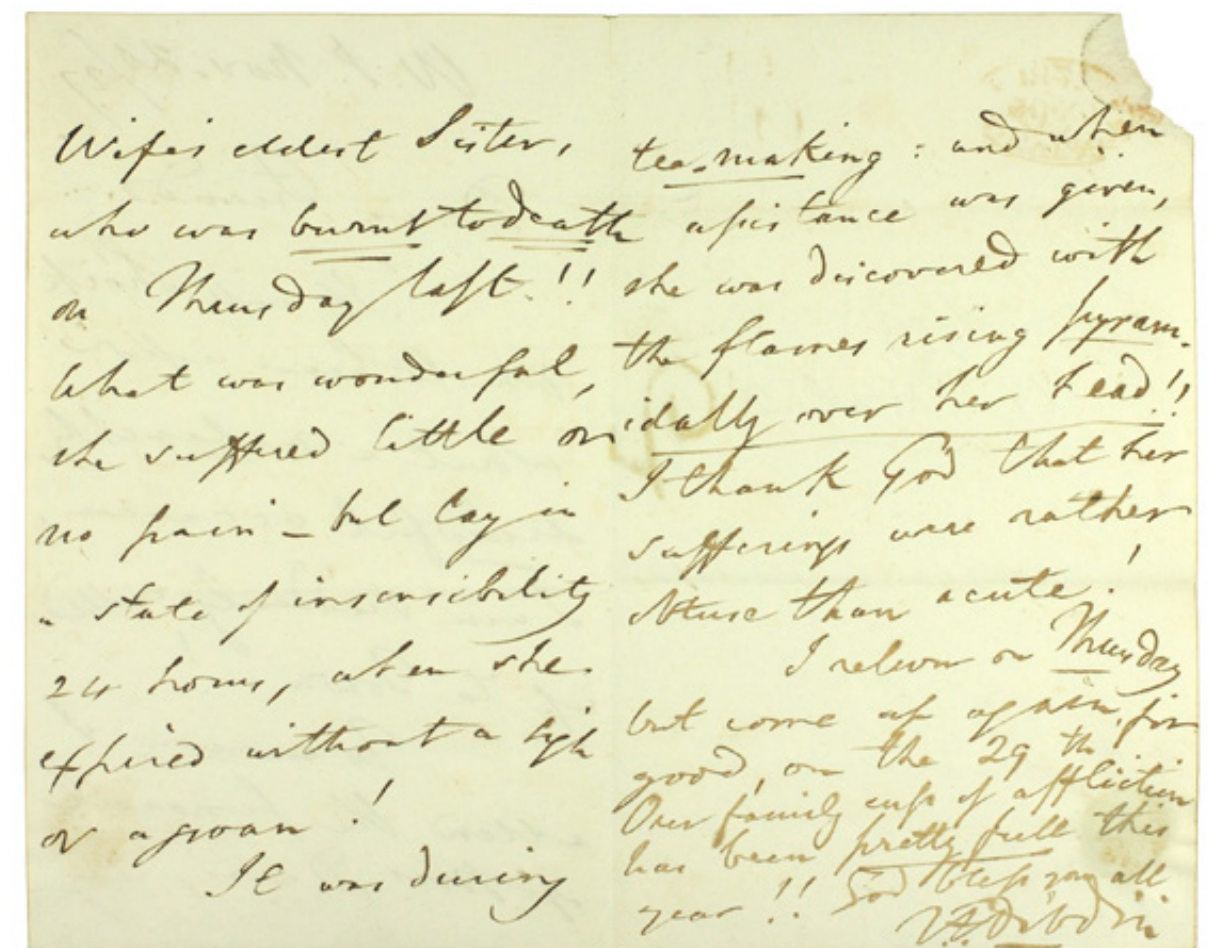 Wife's eldest Sister,
who was burnt to death
on Thursday last!!
What was wonderful,
she suffered little or
no pain – but lay in
a state of insensibility
24 hours, when she
expired without a sigh
or a groan!
It was during
tea-making: and when
assistance was given,
she was discovered with
the flames rising pyram-
idally over her head!!
I thank God that her
sufferings were rather
obtuse than acute!
I return on Thursday
but come up again, for
good, on the 29th
Our family cup of affliction
has been pretty full this
year!! God bless you all
TFDibdin